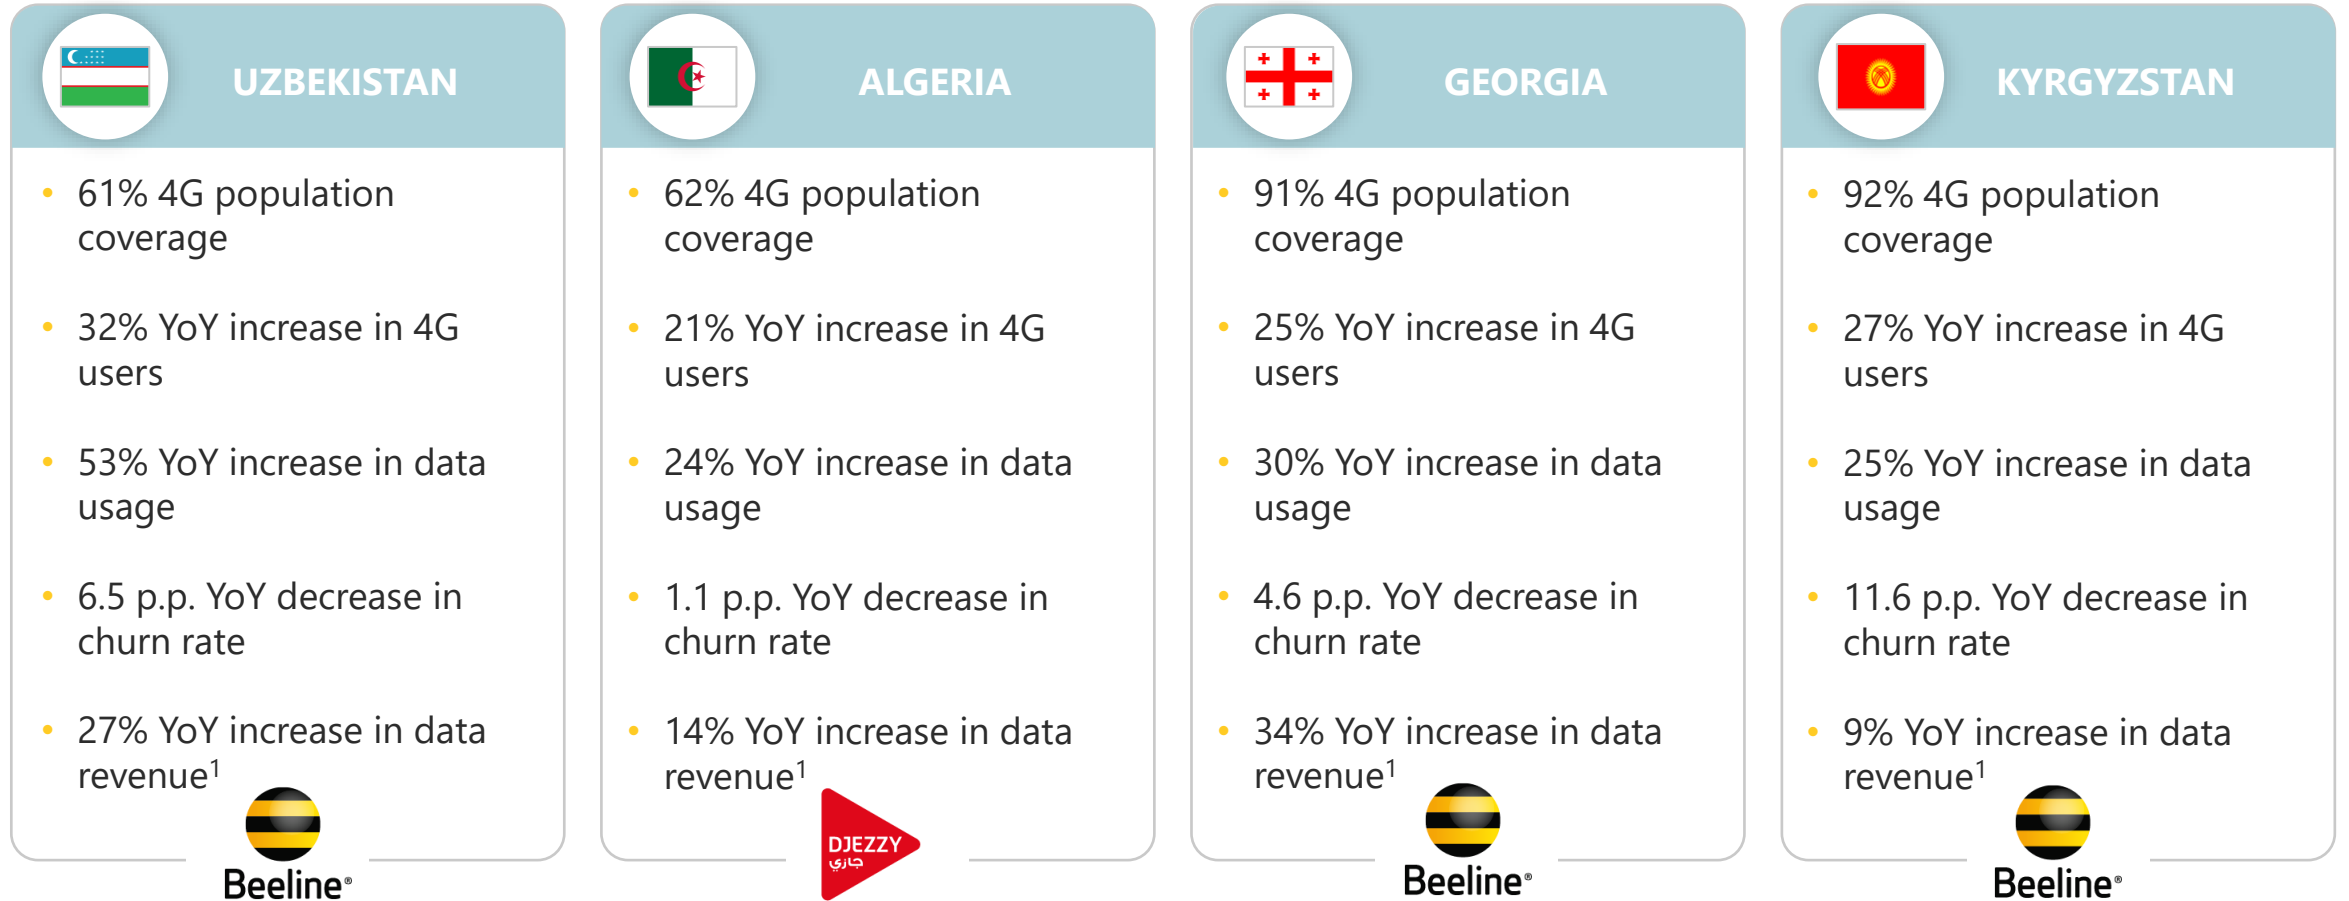 UZBEKISTAN
• 61% 4G population
coverage
• 32% YoY increase in 4G
users
• 53% YoY increase in data
usage
• 6.5 p.p. YoY decrease in
churn rate
• 27% YoY increase in data
revenue¹
Beeline®
ALGERIA
• 62% 4G population
coverage
• 21% YoY increase in 4G
users
• 24% YoY increase in data
usage
• 1.1 p.p. YoY decrease in
churn rate
• 14% YoY increase in data
revenue¹
DJEZZY
جازي
GEORGIA
• 91% 4G population
coverage
• 25% YoY increase in 4G
users
• 30% YoY increase in data
usage
• 4.6 p.p. YoY decrease in
churn rate
• 34% YoY increase in data
revenue¹
Beeline®
KYRGYZSTAN
• 92% 4G population
coverage
• 27% YoY increase in 4G
users
• 25% YoY increase in data
usage
• 11.6 p.p. YoY decrease in
churn rate
• 9% YoY increase in data
revenue¹
Beeline®